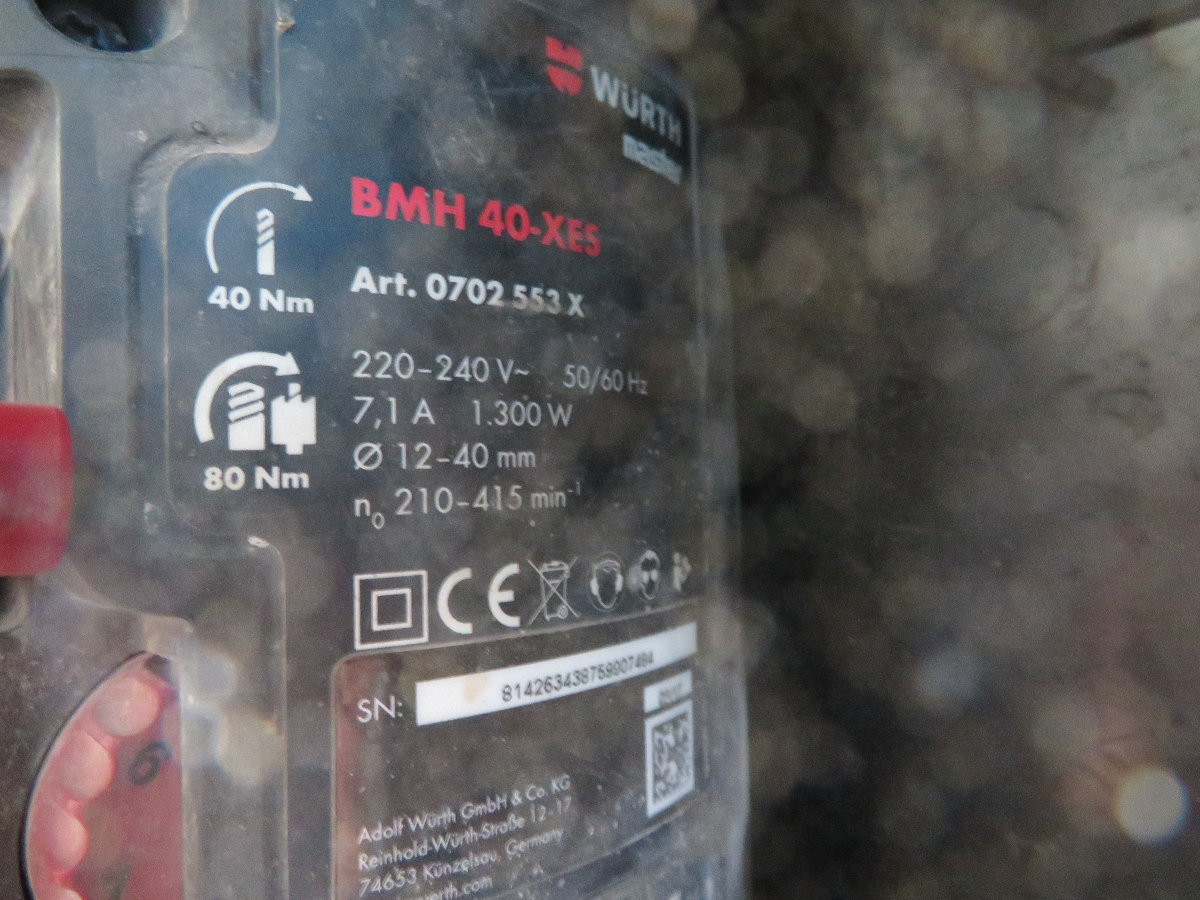 WÜRTH
master
BMH 40-XES
Art. 0702 553 X
40 Nm
220–240 V~ 50/60 Hz
7,1 A 1.300 W
Ø 12–40 mm
80 Nm
n0 210–415 min-1
CE
SN: 814263438759007484
6
Adolf Würth GmbH & Co. KG
Reinhold-Würth-Straße 12-17
74653 Künzelsau, Germany